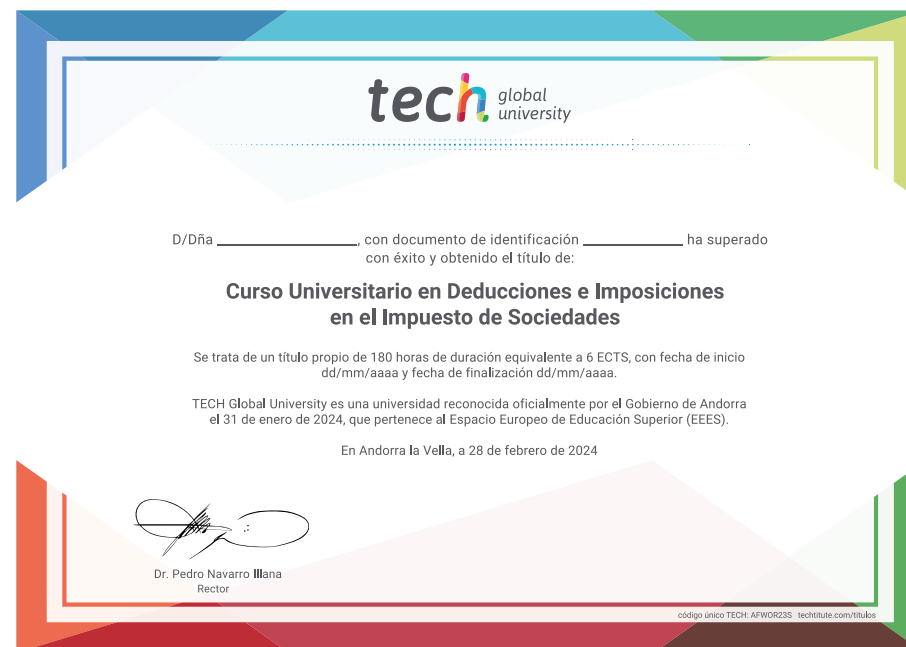 tech global university
D/Dña ____________________, con documento de identificación ______________ ha superado
con éxito y obtenido el título de:
Curso Universitario en Deducciones e Imposiciones
en el Impuesto de Sociedades
Se trata de un título propio de 180 horas de duración equivalente a 6 ECTS, con fecha de inicio
dd/mm/aaaa y fecha de finalización dd/mm/aaaa.
TECH Global University es una universidad reconocida oficialmente por el Gobierno de Andorra
el 31 de enero de 2024, que pertenece al Espacio Europeo de Educación Superior (EEES).
En Andorra la Vella, a 28 de febrero de 2024
Dr. Pedro Navarro Illana
Rector
código único TECH: AFWOR23S techtitute.com/titulos